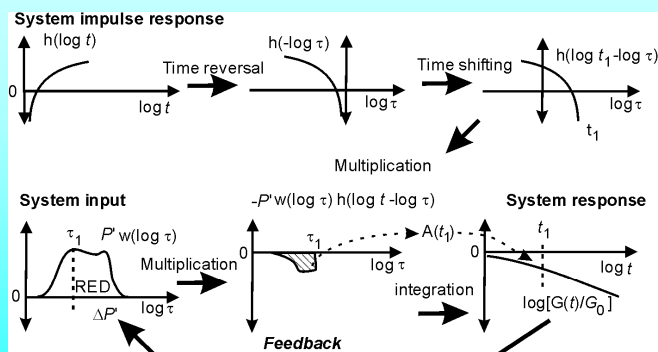 System impulse response
h(log t)
0
log t
Time reversal
h(-log τ)
log τ
Time shifting
h(log t₁-log τ)
log τ
t₁
Multiplication
System input
τ₁
P' w(log τ)
0
RED
log τ
ΔP'
Multiplication
-P' w(log τ) h(log t -log τ)
0
τ₁
log τ
A(t₁)
integration
System response
t₁
0
log t
log[G(t)/G₀]
Feedback